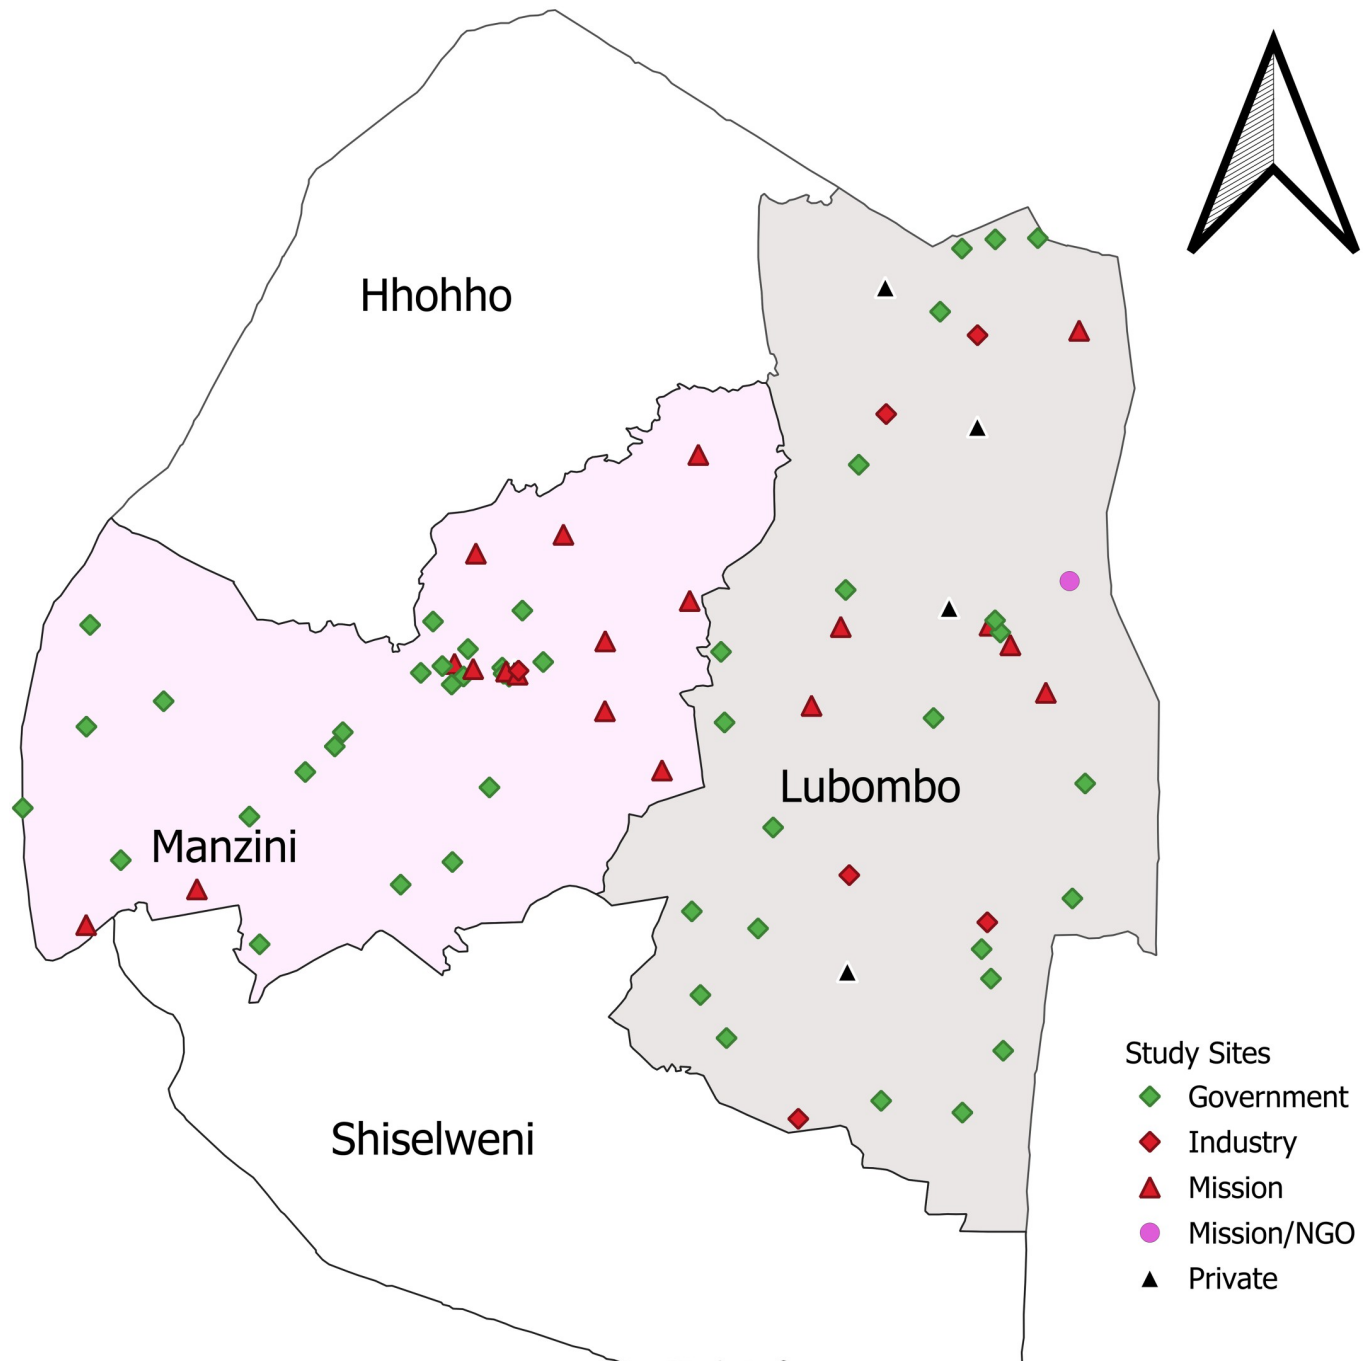 Hhohho
Lubombo
Manzini
Shiselweni
Study Sites
Government
Industry
Mission
Mission/NGO
Private